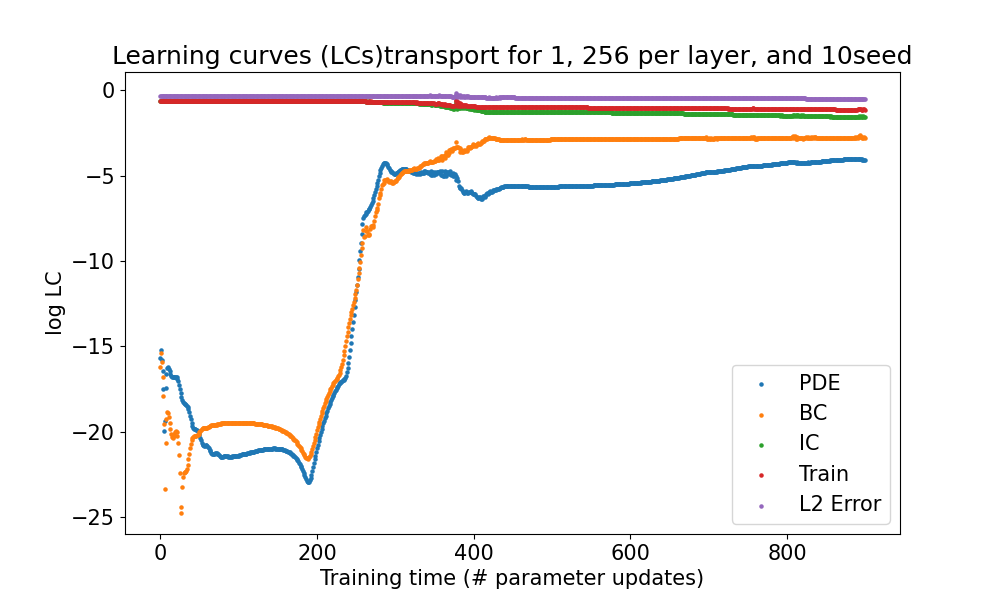 Learning curves (LCs)transport for 1, 256 per layer, and 10seed
log LC
0
−5
−10
−15
−20
−25
PDE
BC
IC
Train
L2 Error
0 200 400 600 800
Training time (# parameter updates)